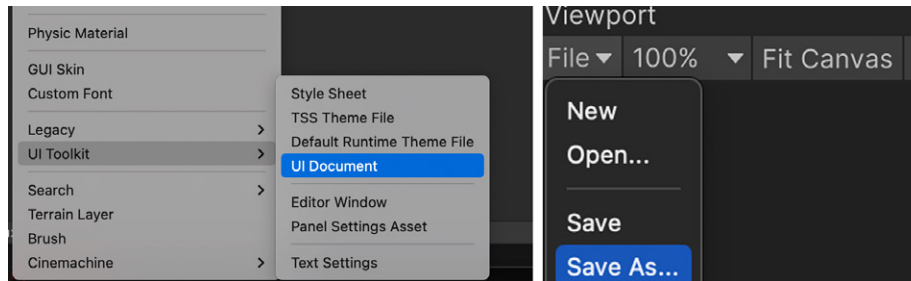 Physic Material
GUI Skin
Custom Font
Legacy
UI Toolkit
Search
Terrain Layer
Brush
Cinemachine
Style Sheet
TSS Theme File
Default Runtime Theme File
UI Document
Editor Window
Panel Settings Asset
Text Settings
Viewport
File 100% Fit Canvas
New
Open...
Save
Save As...